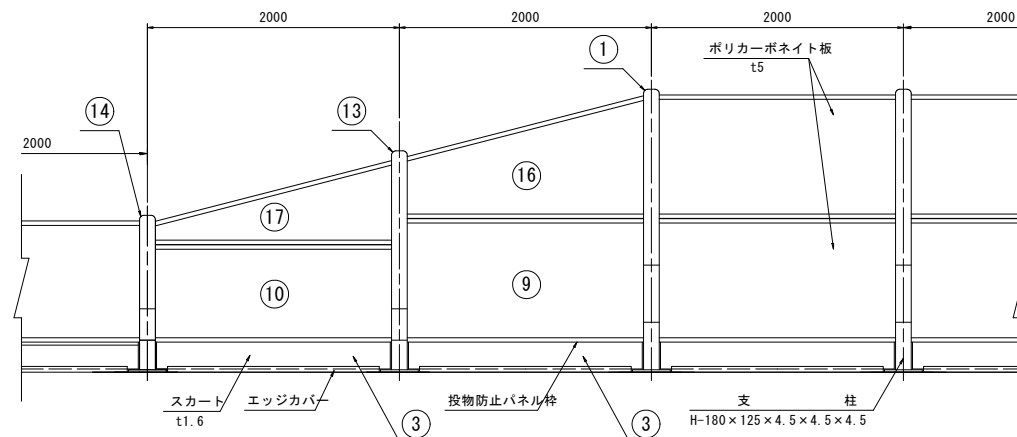 2000
2000
2000
2000
①
ポリカーボネイト板
t5
⑭
⑬
2000
⑯
⑰
⑩
⑨
スカート
t1.6
エッジカバー
③
投物防止パネル枠
③
支　　　柱
H-180×125×4.5×4.5×4.5